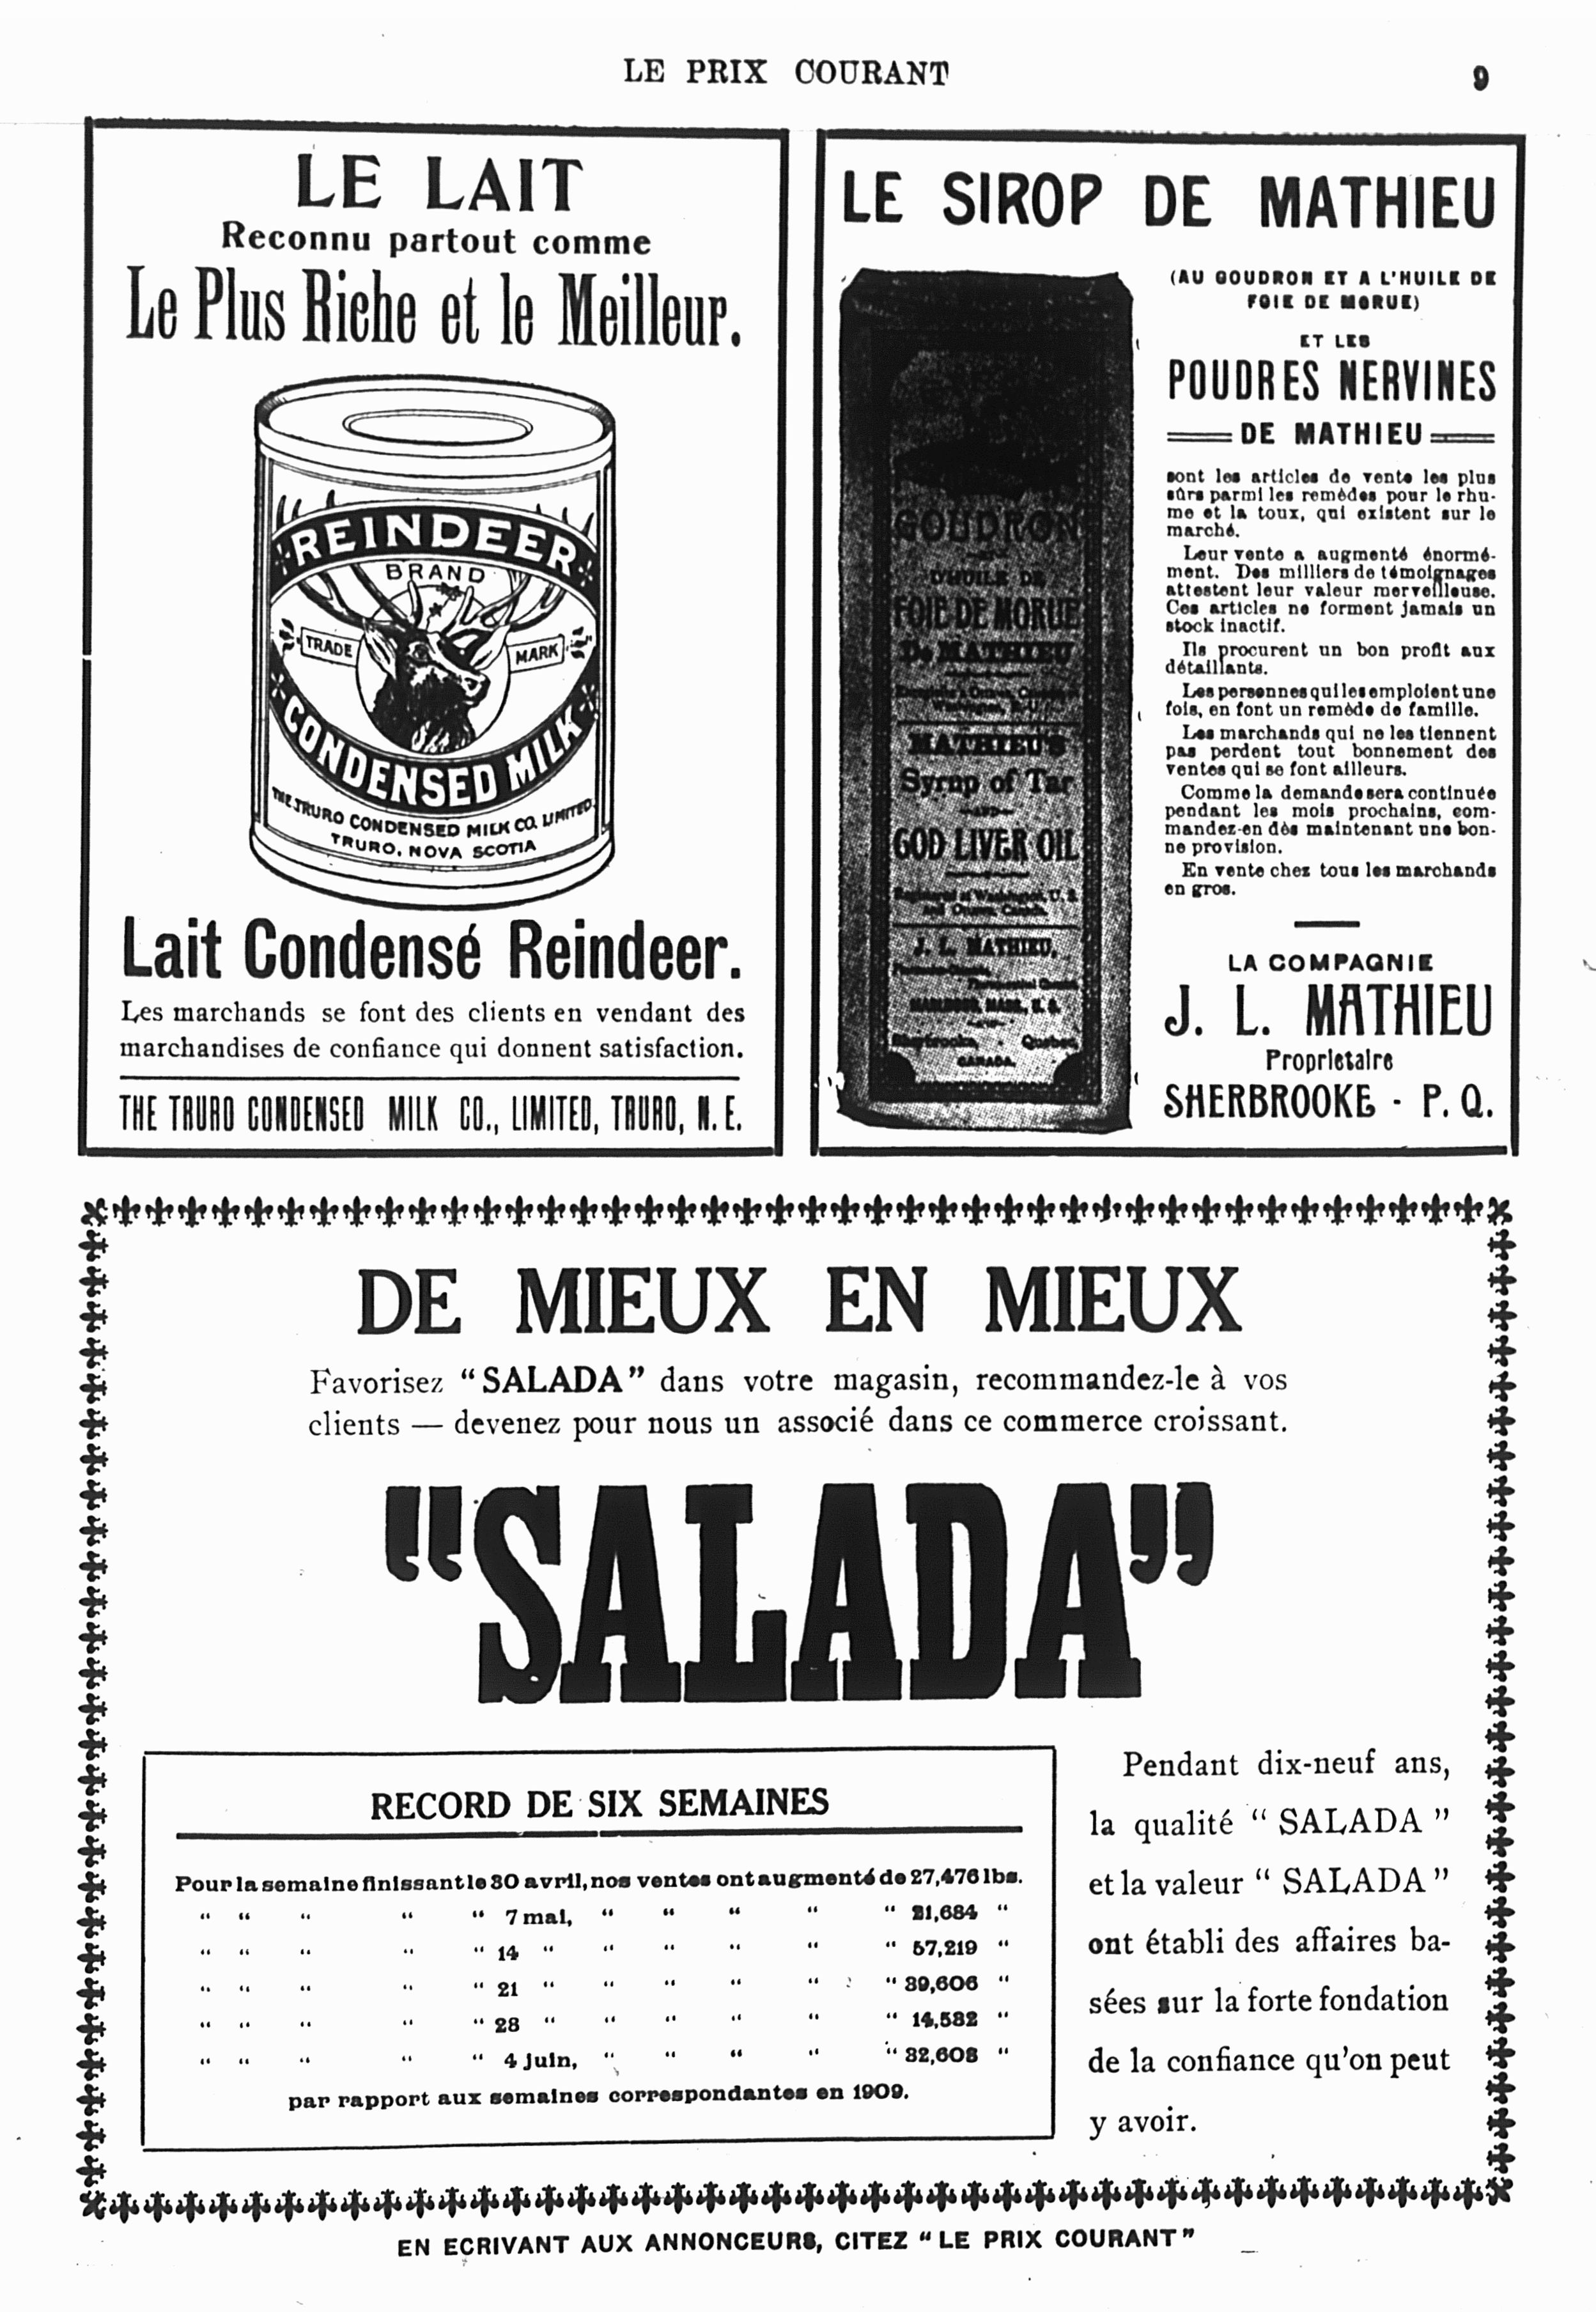 LE PRIX COURANT
9
LE LAIT
Reconnu partout comme
Le Plus Riche et le Meilleur.
REINDEER
BRAND
TRADE
MARK
CONDENSED MILK
THE TRURO CONDENSED MILK CO. LIMITED.
TRURO, NOVA SCOTIA
Lait Condensé Reindeer.
Les marchands se font des clients en vendant des
marchandises de confiance qui donnent satisfaction.
THE TRURO CONDENSED MILK CO., LIMITED, TRURO, N. E.
LE SIROP DE MATHIEU
GOUDRON
D'HUILE DE
FOIE DE MORUE
De MATHIEU
MATHIEU'S
Syrup of Tar
AND
COD LIVER OIL
J. L. MATHIEU,
Sherbrooke, - Quebec,
CANADA.
(AU GOUDRON ET A L'HUILE DE
FOIE DE MORUE)
ET LES
POUDRES NERVINES
DE MATHIEU
sont les articles de vente les plus
sûrs parmi les remèdes pour le rhu-
me et la toux, qui existent sur le
marché.
Leur vente a augmenté énormé-
ment. Des milliers de témoignages
attestent leur valeur merveilleuse.
Ces articles ne forment jamais un
stock inactif.
Ils procurent un bon profit aux
détaillants.
Les personnes qui les emploient une
fois, en font un remède de famille.
Les marchands qui ne les tiennent
pas perdent tout bonnement des
ventes qui se font ailleurs.
Comme la demande sera continuée
pendant les mois prochains, com-
mandez-en dès maintenant une bon-
ne provision.
En vente chez tous les marchands
en gros.
LA COMPAGNIE
J. L. MATHIEU
Proprietaire
SHERBROOKE - P. Q.
DE MIEUX EN MIEUX
Favorisez "SALADA" dans votre magasin, recommandez-le à vos
clients — devenez pour nous un associé dans ce commerce croissant.
"SALADA"
RECORD DE SIX SEMAINES
Pour la semaine finissant le 30 avril, nos ventes ont augmenté de 27,476 lbs.
" " " " " 7 mai, " " " " " 21,684 "
" " " " " 14 " " " " " " 57,219 "
" " " " " 21 " " " " " " 39,606 "
" " " " " 28 " " " " " " 14,532 "
" " " " " 4 juin, " " " " " 32,608 "
par rapport aux semaines correspondantes en 1909.
Pendant dix-neuf ans,
la qualité " SALADA "
et la valeur " SALADA "
ont établi des affaires ba-
sées sur la forte fondation
de la confiance qu'on peut
y avoir.
EN ECRIVANT AUX ANNONCEURS, CITEZ "LE PRIX COURANT"